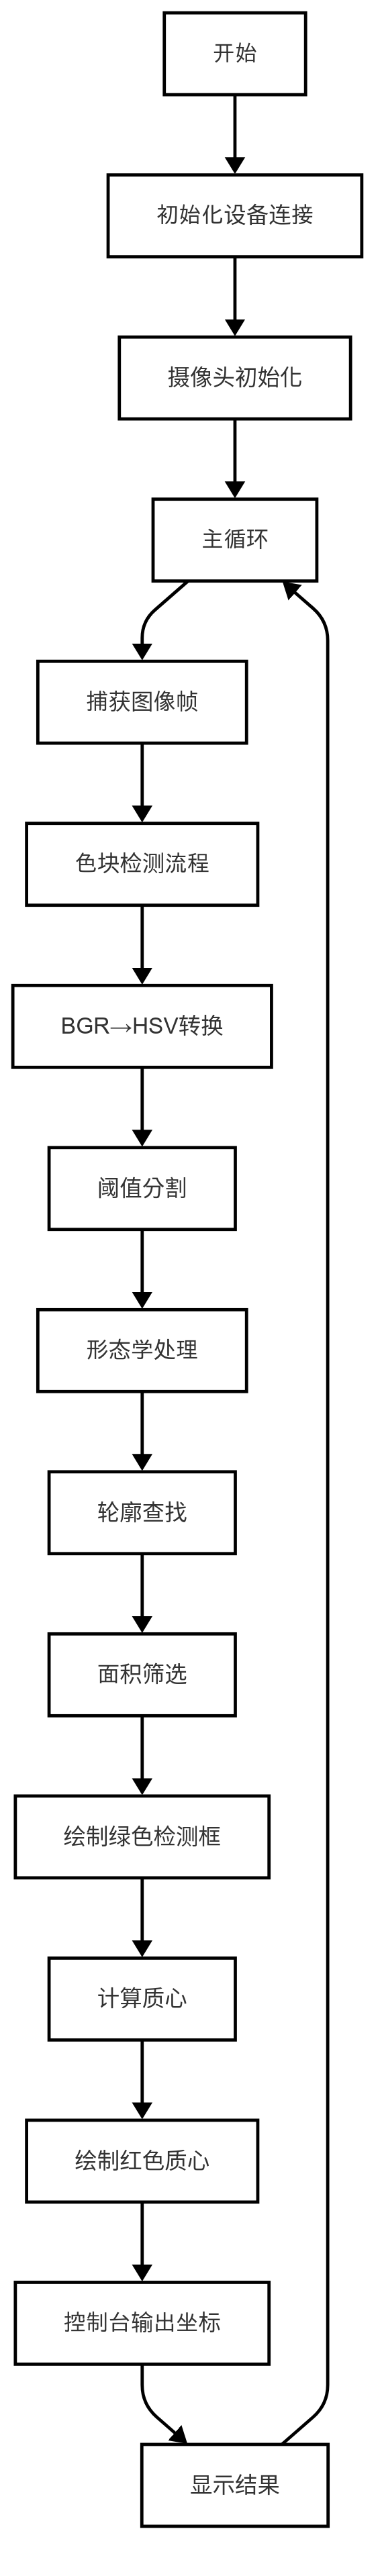 开始
初始化设备连接
摄像头初始化
主循环
捕获图像帧
色块检测流程
BGR→HSV转换
阈值分割
形态学处理
轮廓查找
面积筛选
绘制绿色检测框
计算质心
绘制红色质心
控制台输出坐标
显示结果